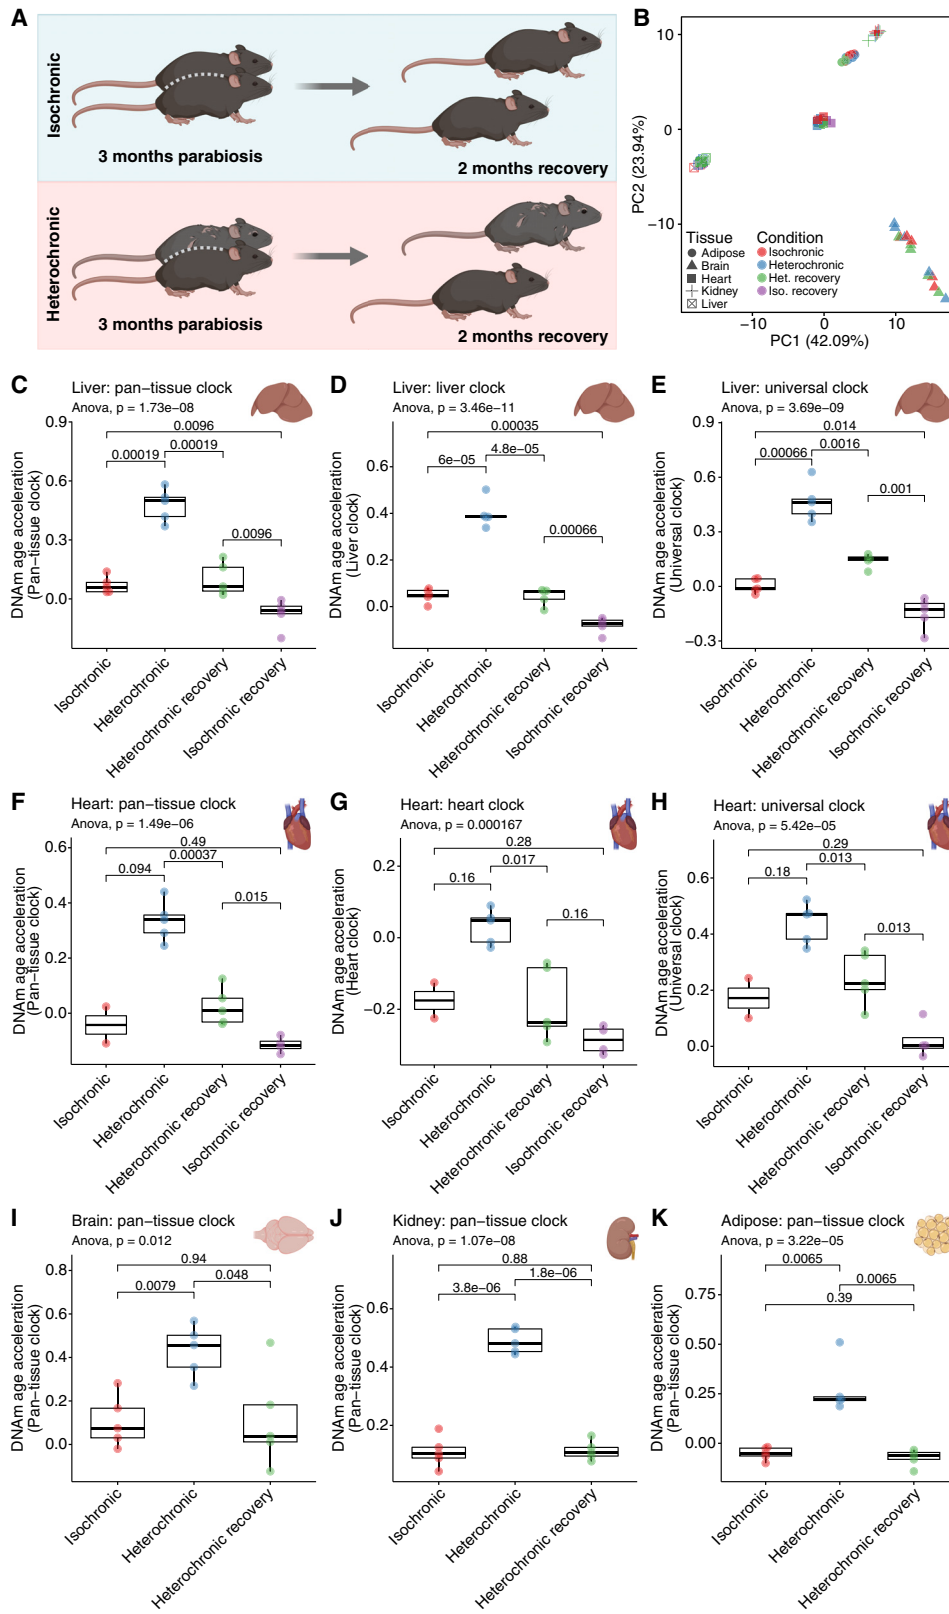 A
Isochronic
3 months parabiosis
2 months recovery
Heterochronic
3 months parabiosis
2 months recovery
B
PC2 (23.94%)
10
0
−10
Tissue
Adipose
Brain
Heart
Kidney
Liver
Condition
Isochronic
Heterochronic
Het. recovery
Iso. recovery
−10
0
10
PC1 (42.09%)
C
Liver: pan−tissue clock
Anova, p = 1.73e−08
DNAm age acceleration
(Pan−tissue clock)
0.9
0.3
0.0
0.0096
0.00019
0.00019
0.0096
Isochronic
Heterochronic
Heterochronic recovery
Isochronic recovery
D
Liver: liver clock
Anova, p = 3.46e−11
DNAm age acceleration
(Liver clock)
0.6
0.4
0.2
0.0
0.00035
4.8e−05
6e−05
0.00066
Isochronic
Heterochronic
Heterochronic recovery
Isochronic recovery
E
Liver: universal clock
Anova, p = 3.69e−09
DNAm age acceleration
(Universal clock)
0.9
0.6
0.3
0.0
−0.3
0.014
0.0016
0.00066
0.001
Isochronic
Heterochronic
Heterochronic recovery
Isochronic recovery
F
Heart: pan−tissue clock
Anova, p = 1.49e−06
DNAm age acceleration
(Pan−tissue clock)
0.6
0.4
0.2
0.0
0.49
0.00037
0.094
0.015
Isochronic
Heterochronic
Heterochronic recovery
Isochronic recovery
G
Heart: heart clock
Anova, p = 0.000167
DNAm age acceleration
(Heart clock)
0.2
0.0
−0.2
0.28
0.017
0.16
0.16
Isochronic
Heterochronic
Heterochronic recovery
Isochronic recovery
H
Heart: universal clock
Anova, p = 5.42e−05
DNAm age acceleration
(Universal clock)
0.6
0.4
0.2
0.0
0.29
0.013
0.18
0.013
Isochronic
Heterochronic
Heterochronic recovery
Isochronic recovery
I
Brain: pan−tissue clock
Anova, p = 0.012
DNAm age acceleration
(Pan−tissue clock)
0.8
0.6
0.4
0.2
0.0
0.94
0.048
0.0079
Isochronic
Heterochronic
Heterochronic recovery
J
Kidney: pan−tissue clock
Anova, p = 1.07e−08
DNAm age acceleration
(Pan−tissue clock)
0.6
0.4
0.2
0.88
1.8e−06
3.8e−06
Isochronic
Heterochronic
Heterochronic recovery
K
Adipose: pan−tissue clock
Anova, p = 3.22e−05
DNAm age acceleration
(Pan−tissue clock)
0.75
0.25
0.00
0.0065
0.0065
0.39
Isochronic
Heterochronic
Heterochronic recovery